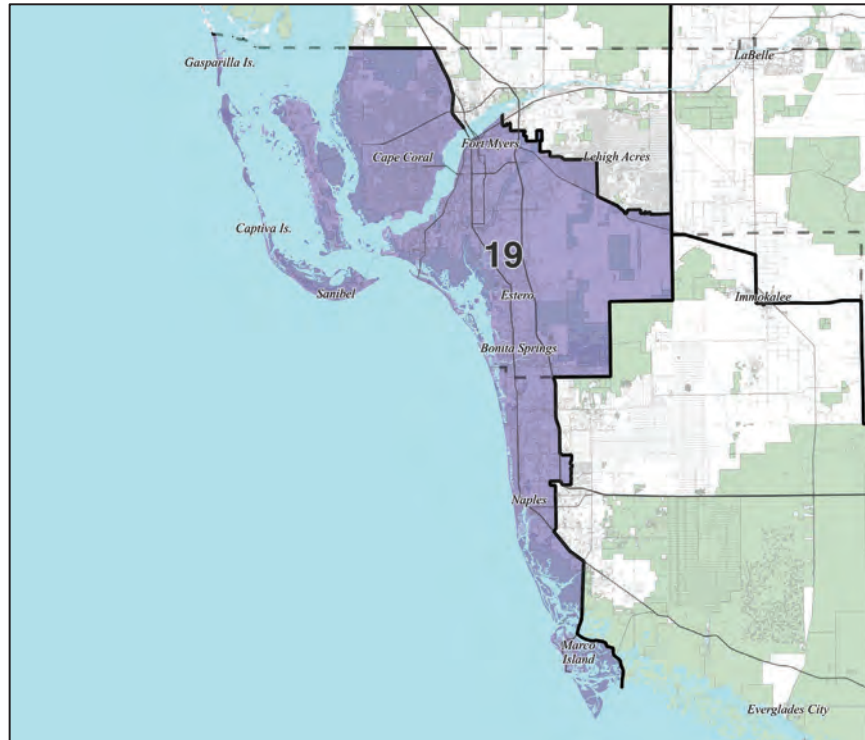 Gasparilla Is.
LaBelle
Fort Myers
Cape Coral
Lehigh Acres
Captiva Is.
19
Sanibel
Estero
Immokalee
Bonita Springs
Naples
Marco
Island
Everglades City